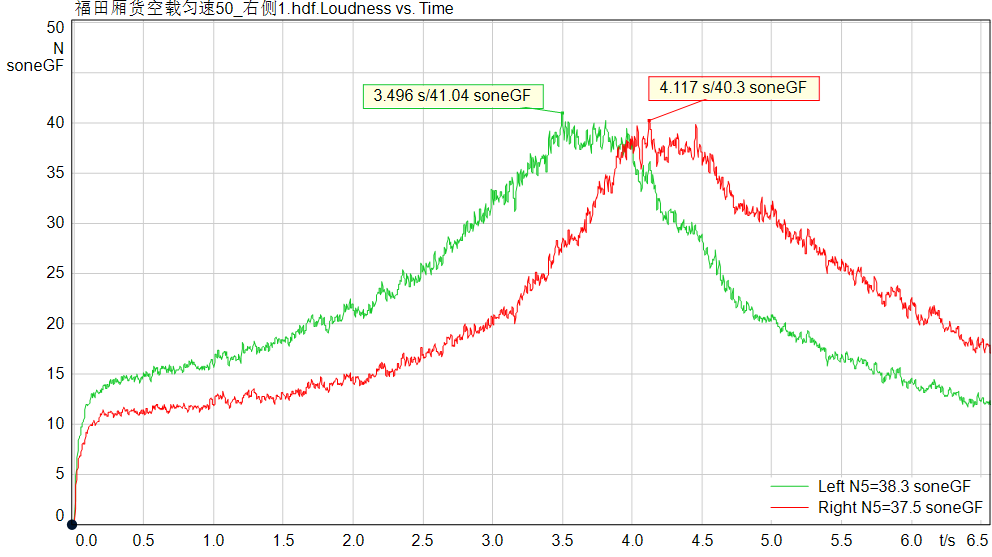 福田厢货空载匀速50_右侧1.hdf.Loudness vs. Time
50
N
soneGF
3.496 s/41.04 soneGF
4.117 s/40.3 soneGF
40
35
30
25
20
15
10
5
0
Left N5=38.3 soneGF
Right N5=37.5 soneGF
0.0 0.5 1.0 1.5 2.0 2.5 3.0 3.5 4.0 4.5 5.0 5.5 6.0 t/s 6.5